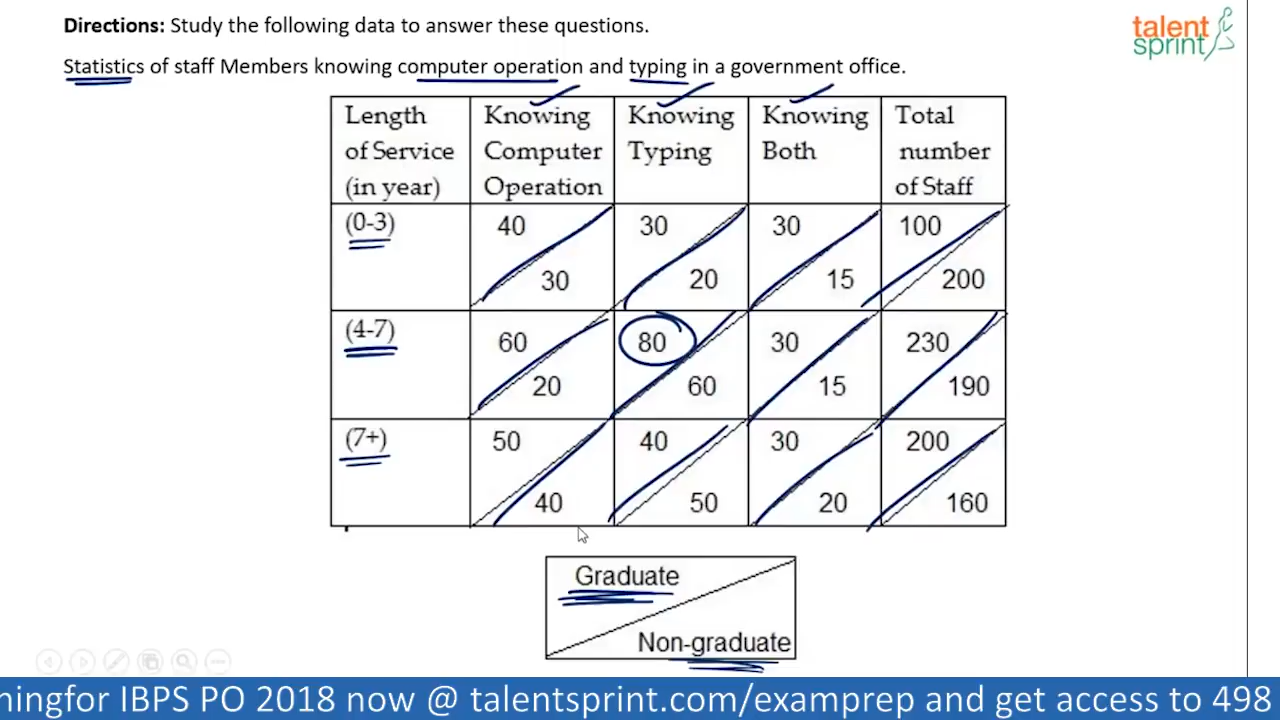 Directions: Study the following data to answer these questions.
talent
sprint
Statistics of staff Members knowing computer operation and typing in a government office.
Length of Service (in year) Knowing Computer Operation Knowing Typing Knowing Both Total number of Staff
(0-3) 40 30 30 20 30 15 100 200
(4-7) 60 20 80 60 30 15 230 190
(7+) 50 40 40 50 30 20 200 160
Graduate
Non-graduate
ningfor IBPS PO 2018 now @ talentsprint.com/examprep and get access to 498